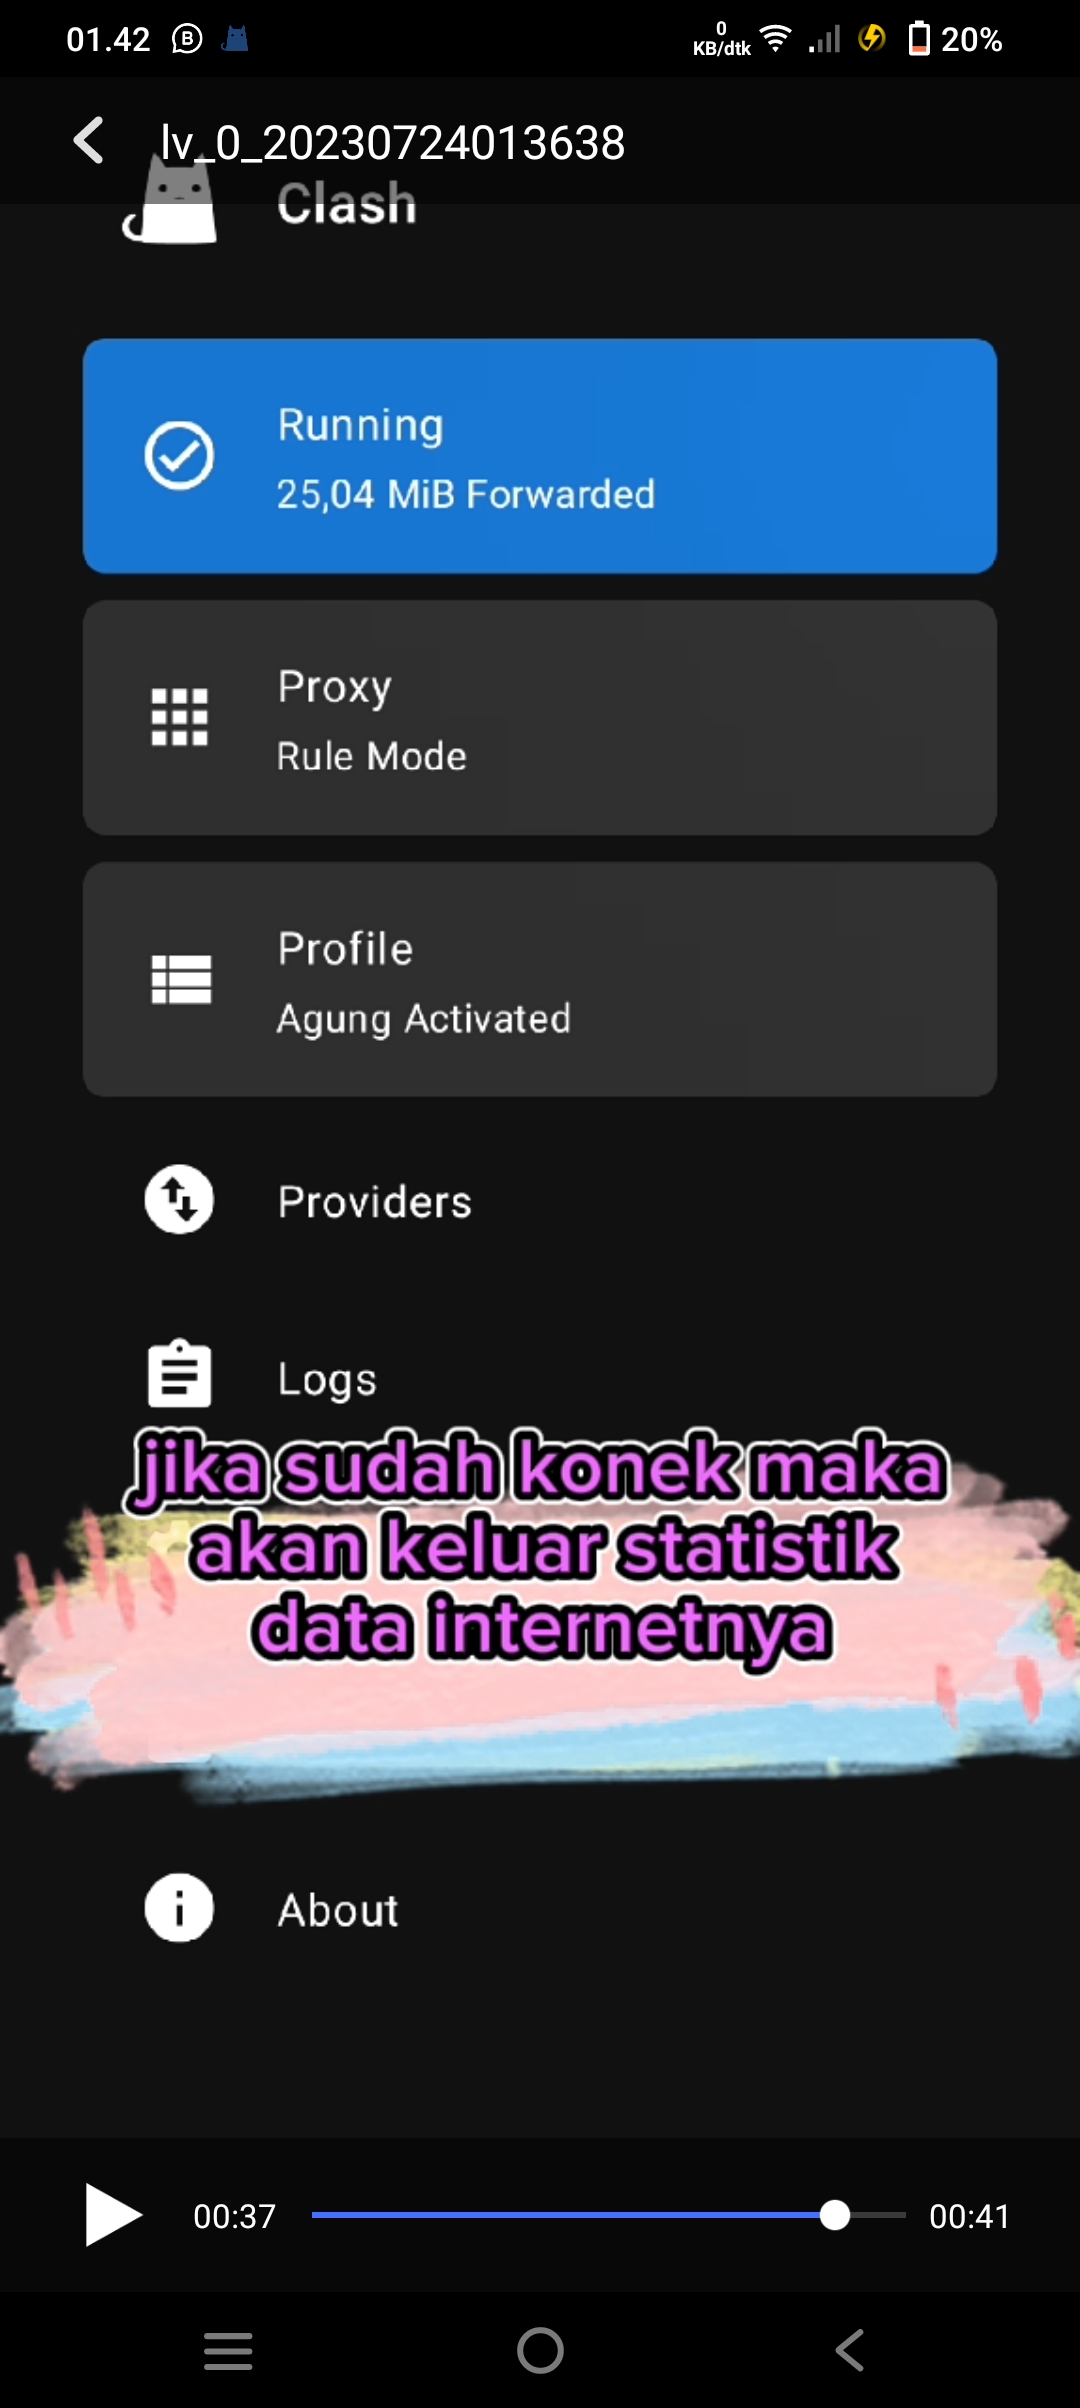 01.42
0
KB/dtk
20%
lv_0_20230724013638
Clash
Running
25,04 MiB Forwarded
Proxy
Rule Mode
Profile
Agung Activated
Providers
Logs
jika sudah konek maka
akan keluar statistik
data internetnya
About
00:37
00:41